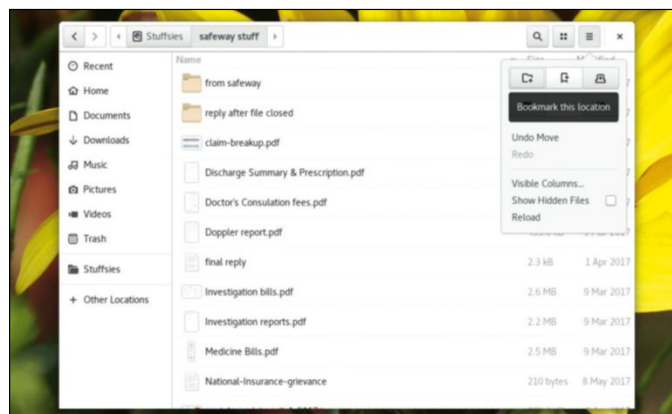 Stuffsies safeway stuff
Name
Recent
Home
Documents
Downloads
Music
Pictures
Videos
Trash
Stuffsies
+ Other Locations
from safeway
reply after file closed
claim-breakup.pdf
Discharge Summary & Prescription.pdf
Doctor's Consulation fees.pdf
Doppler report.pdf
final reply 2.3 kB 1 Apr 2017
Investigation bills.pdf 2.6 MB 9 Mar 2017
Investigation reports.pdf 2.2 MB 9 Mar 2017
Medicine Bills.pdf 2.5 MB 9 Mar 2017
National-Insurance-grievance 210 bytes 8 May 2017
Bookmark this location
Undo Move
Redo
Visible Columns...
Show Hidden Files
Reload